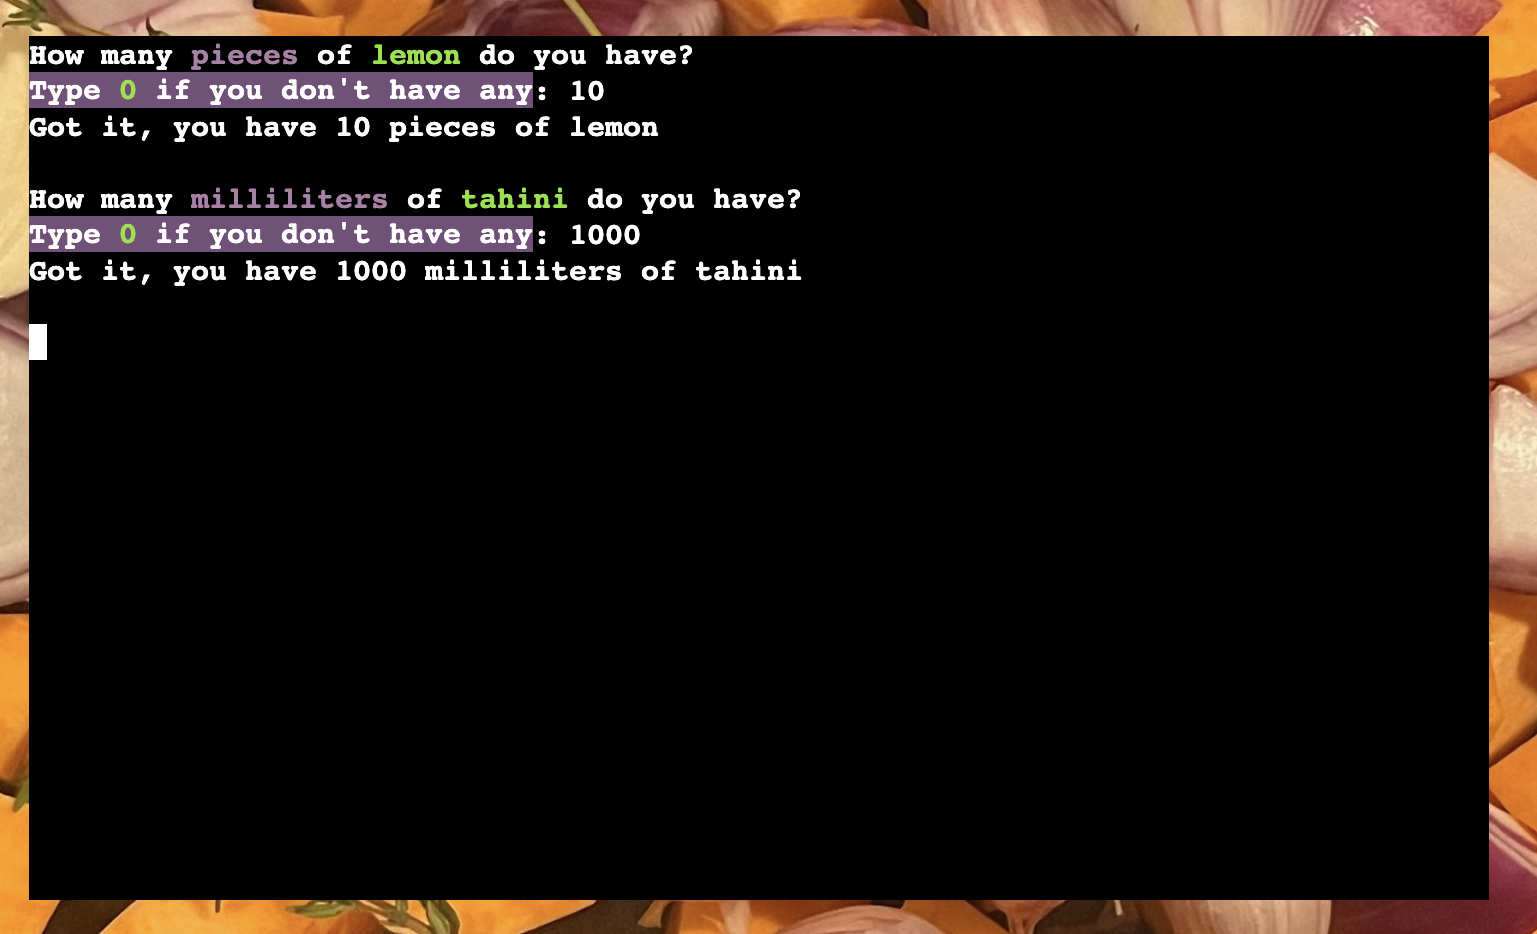 How many pieces of lemon do you have?
Type 0 if you don't have any: 10
Got it, you have 10 pieces of lemon
How many milliliters of tahini do you have?
Type 0 if you don't have any: 1000
Got it, you have 1000 milliliters of tahini